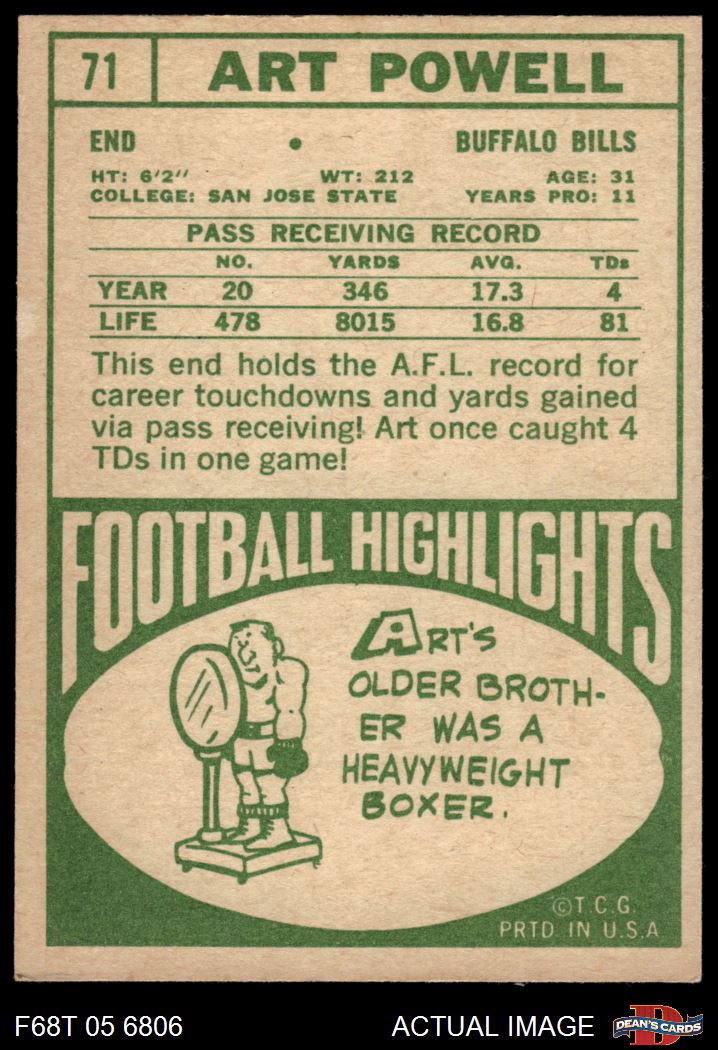 71 ART POWELL
END • BUFFALO BILLS
HT: 6'2" WT: 212 AGE: 31
COLLEGE: SAN JOSE STATE YEARS PRO: 11
PASS RECEIVING RECORD
NO. YARDS AVG. TDs
YEAR 20 346 17.3 4
LIFE 478 8015 16.8 81
This end holds the A.F.L. record for
career touchdowns and yards gained
via pass receiving! Art once caught 4
TDs in one game!
FOOTBALL HIGHLIGHTS
ART'S
OLDER BROTH-
ER WAS A
HEAVYWEIGHT
BOXER.
©T.C.G.
PRTD. IN U.S.A
F68T 05 6806 ACTUAL IMAGE DEAN'S CARDS